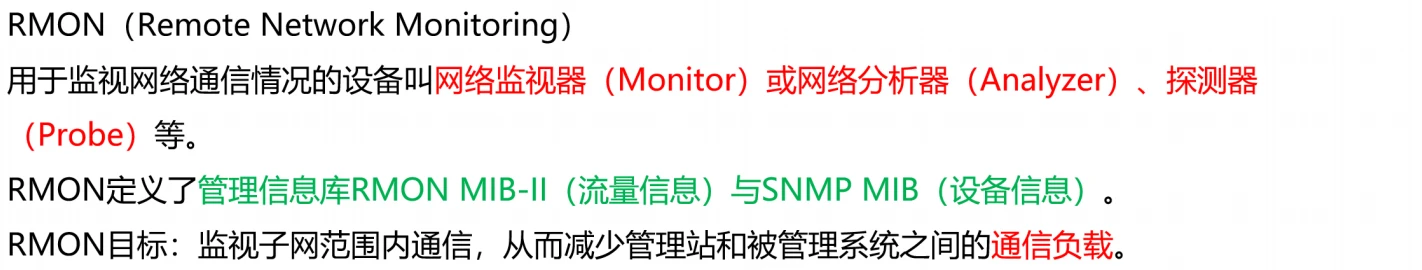 RMON（Remote Network Monitoring）
用于监视网络通信情况的设备叫网络监视器（Monitor）或网络分析器（Analyzer）、探测器
（Probe）等。
RMON定义了管理信息库RMON MIB-II（流量信息）与SNMP MIB（设备信息）。
RMON目标：监视子网范围内通信，从而减少管理站和被管理系统之间的通信负载。